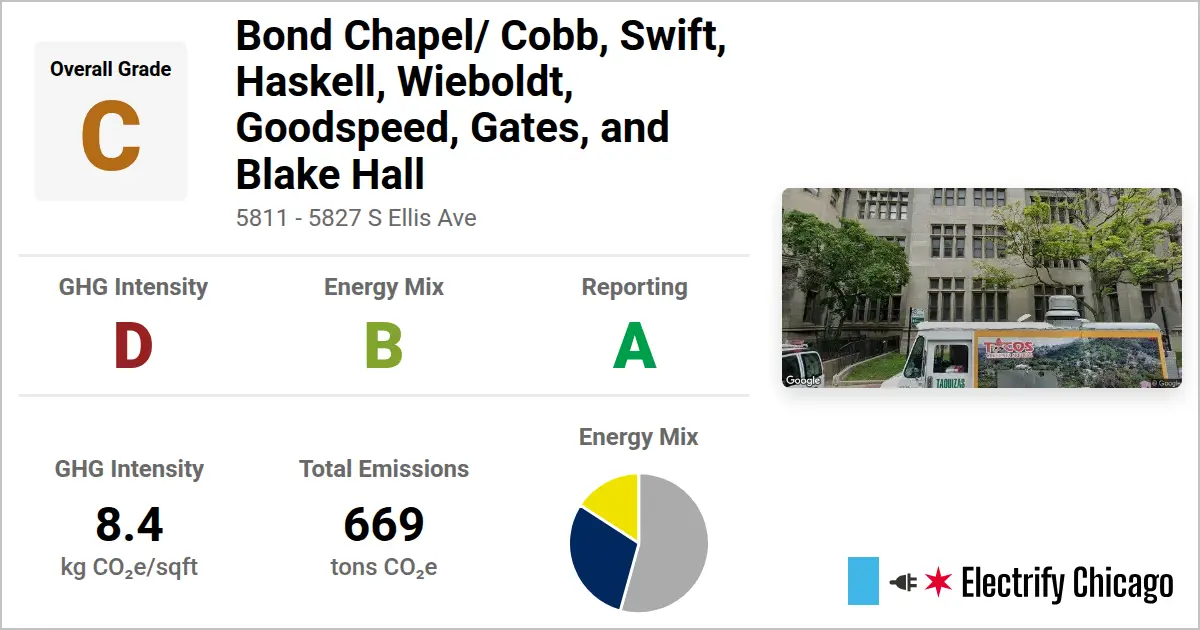 Overall Grade
C
Bond Chapel/ Cobb, Swift,
Haskell, Wieboldt,
Goodspeed, Gates, and
Blake Hall
5811 - 5827 S Ellis Ave
GHG Intensity
D
Energy Mix
B
Reporting
A
TACOS
TAQUIZAS
Google
© Google
GHG Intensity
8.4
kg CO₂e/sqft
Total Emissions
669
tons CO₂e
Energy Mix
Electrify Chicago